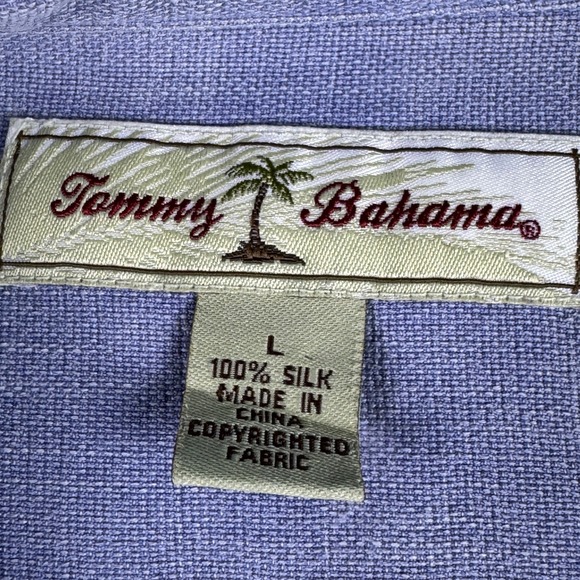 Tommy Bahama®
L
100% SILK
MADE IN
CHINA
COPYRIGHTED
FABRIC